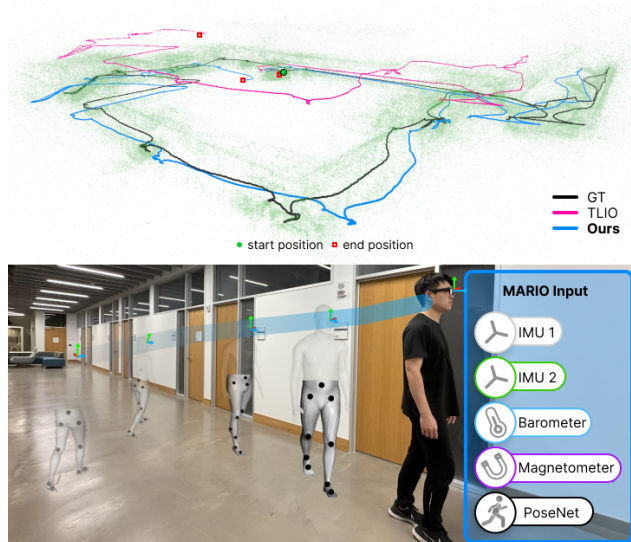 GT
TLIO
Ours
start position
end position
MARIO Input
IMU 1
IMU 2
Barometer
Magnetometer
PoseNet